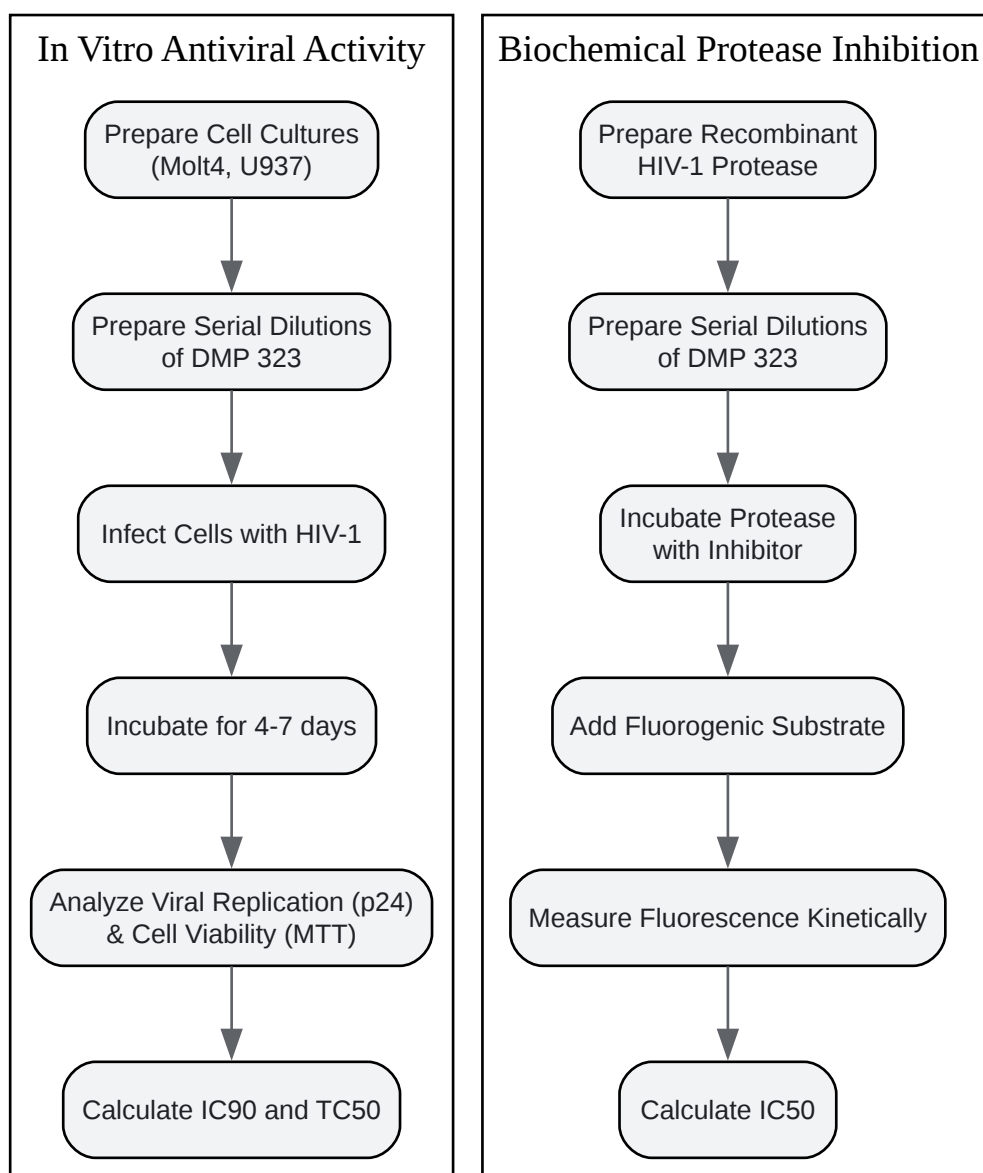 In Vitro Antiviral Activity
Prepare Cell Cultures
(Molt4, U937)
Prepare Serial Dilutions
of DMP 323
Infect Cells with HIV-1
Incubate for 4-7 days
Analyze Viral Replication (p24)
& Cell Viability (MTT)
Calculate IC90 and TC50
Biochemical Protease Inhibition
Prepare Recombinant
HIV-1 Protease
Prepare Serial Dilutions
of DMP 323
Incubate Protease
with Inhibitor
Add Fluorogenic Substrate
Measure Fluorescence Kinetically
Calculate IC50